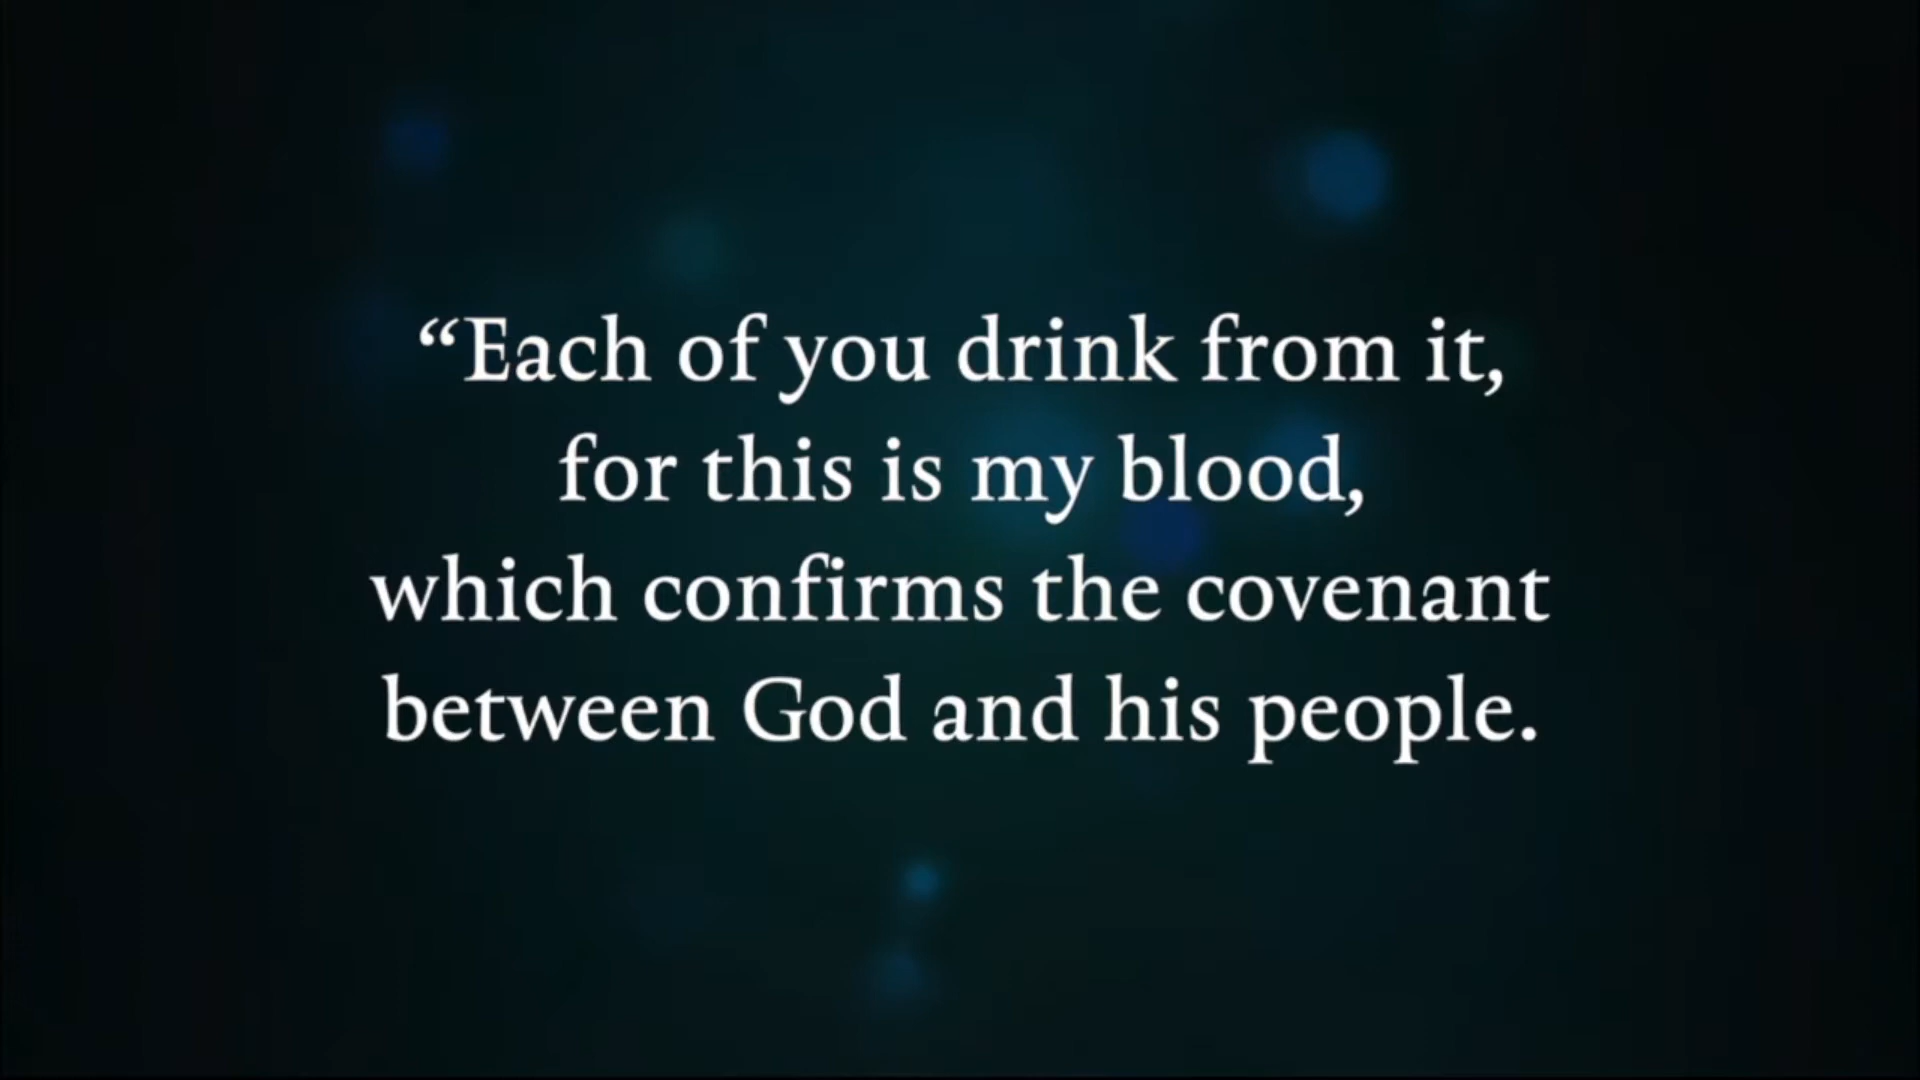 “Each of you drink from it,
for this is my blood,
which confirms the covenant
between God and his people.